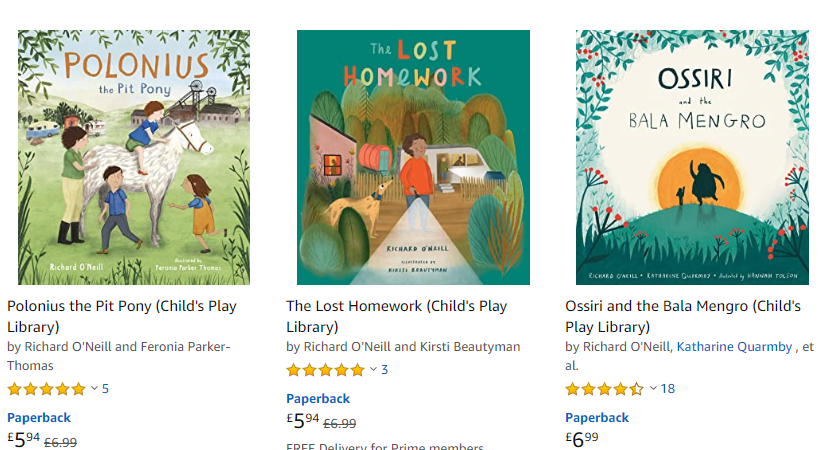 POLONIUS
the Pit Pony
Richard O'Neill
illustrated by
Feronia Parker Thomas
Polonius the Pit Pony (Child's Play
Library)
by Richard O'Neill and Feronia Parker-
Thomas
5
Paperback
£5.94 £6.99
The LOST
HOMEWORK
RICHARD O'NEILL
ILLUSTRATED BY
KIRSTI BEAUTYMAN
The Lost Homework (Child's Play
Library)
by Richard O'Neill and Kirsti Beautyman
3
Paperback
£5.94 £6.99
FREE Delivery for Prime members
OSSIRI
and the
BALA MENGRO
RICHARD O'NEILL • KATHARINE QUARMBY • illustrated by HANNAH TOLSON
Ossiri and the Bala Mengro (Child's
Play Library)
by Richard O'Neill, Katharine Quarmby , et
al.
18
Paperback
£6.99